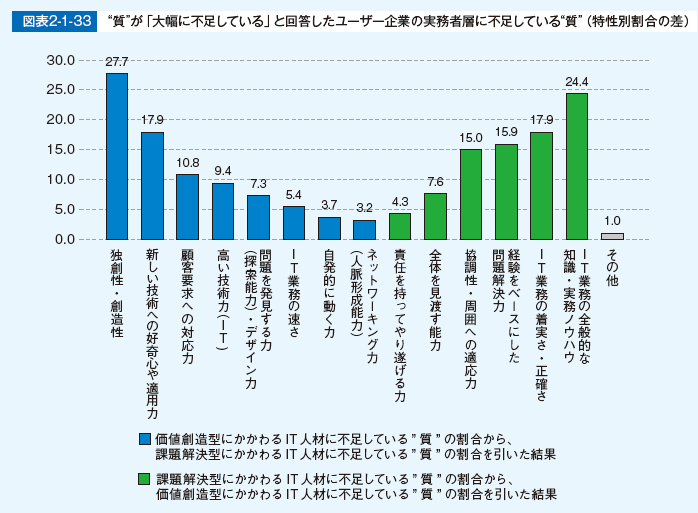 図表2-1-33
“質”が「大幅に不足している」と回答したユーザー企業の実務者層に不足している“質”（特性別割合の差）
30.0
25.0
20.0
15.0
10.0
5.0
0.0
27.7
17.9
10.8
9.4
7.3
5.4
3.7
3.2
4.3
7.6
15.0
15.9
17.9
24.4
1.0
独創性・創造性
新しい技術への好奇心や適用力
顧客要求への対応力
高い技術力（IT）
問題を発見する力
（探索能力）・デザイン力
IT業務の速さ
自発的に動く力
ネットワーキング力
（人脈形成能力）
責任を持ってやり遂げる力
全体を見渡す能力
協調性・周囲への適応力
経験をベースにした
問題解決力
IT業務の着実さ・正確さ
IT業務の全般的な
知識・実務ノウハウ
その他
価値創造型にかかわるIT人材に不足している”質”の割合から、
課題解決型にかかわるIT人材に不足している”質”の割合を引いた結果
課題解決型にかかわるIT人材に不足している”質”の割合から、
価値創造型にかかわるIT人材に不足している”質”の割合を引いた結果